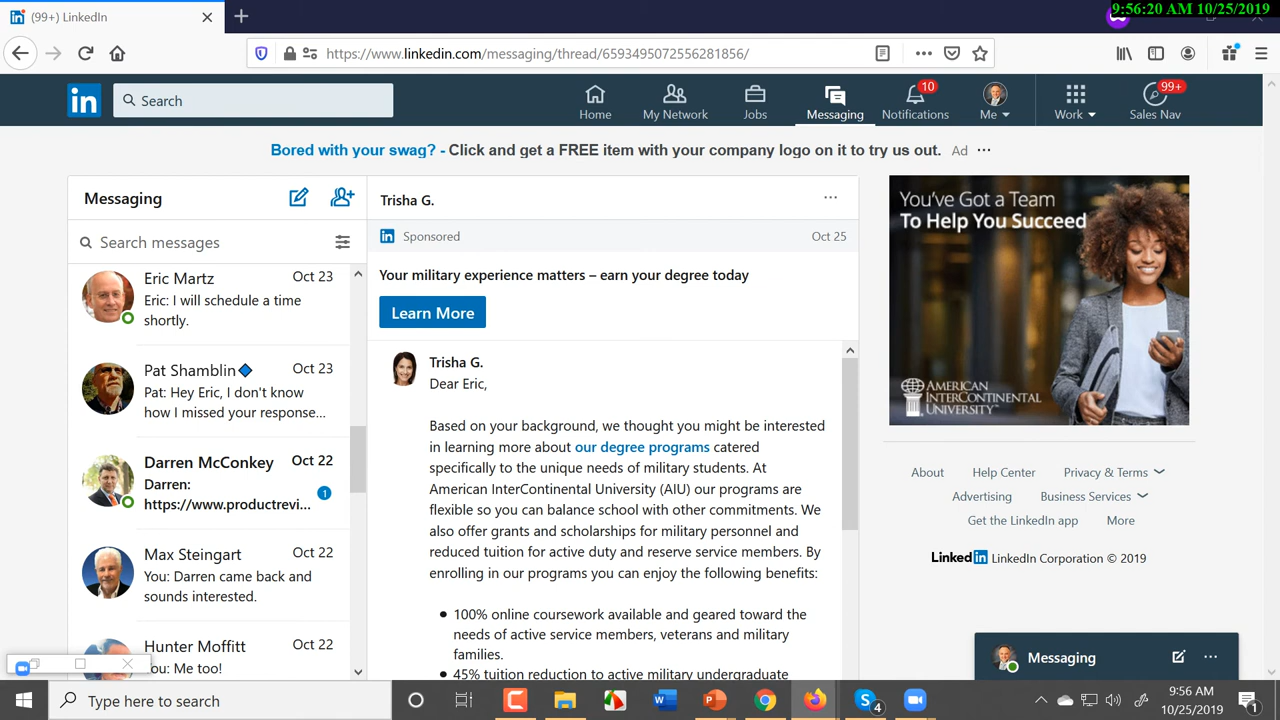 (99+) LinkedIn
9:56:20 AM 10/25/2019
https://www.linkedin.com/messaging/thread/6593495072556281856/
in
Search
Home
My Network
Jobs
Messaging
10
Notifications
Me
Work
99+
Sales Nav
Bored with your swag? - Click and get a FREE item with your company logo on it to try us out. Ad
Messaging
Search messages
Eric Martz Oct 23
Eric: I will schedule a time
shortly.
Pat Shamblin Oct 23
Pat: Hey Eric, I don't know
how I missed your response...
Darren McConkey Oct 22
Darren:
https://www.productrevi... 1
Max Steingart Oct 22
You: Darren came back and
sounds interested.
Hunter Moffitt Oct 22
You: Me too!
Trisha G.
in Sponsored Oct 25
Your military experience matters – earn your degree today
Learn More
Trisha G.
Dear Eric,
Based on your background, we thought you might be interested
in learning more about our degree programs catered
specifically to the unique needs of military students. At
American InterContinental University (AIU) our programs are
flexible so you can balance school with other commitments. We
also offer grants and scholarships for military personnel and
reduced tuition for active duty and reserve service members. By
enrolling in our programs you can enjoy the following benefits:
100% online coursework available and geared toward the
needs of active service members, veterans and military
families.
45% tuition reduction to active military undergraduate
You've Got a Team
To Help You Succeed
AMERICAN
INTERCONTINENTAL
UNIVERSITY
About Help Center Privacy & Terms
Advertising Business Services
Get the LinkedIn app More
Linked in LinkedIn Corporation © 2019
Messaging
Type here to search
4
9:56 AM
10/25/2019
1